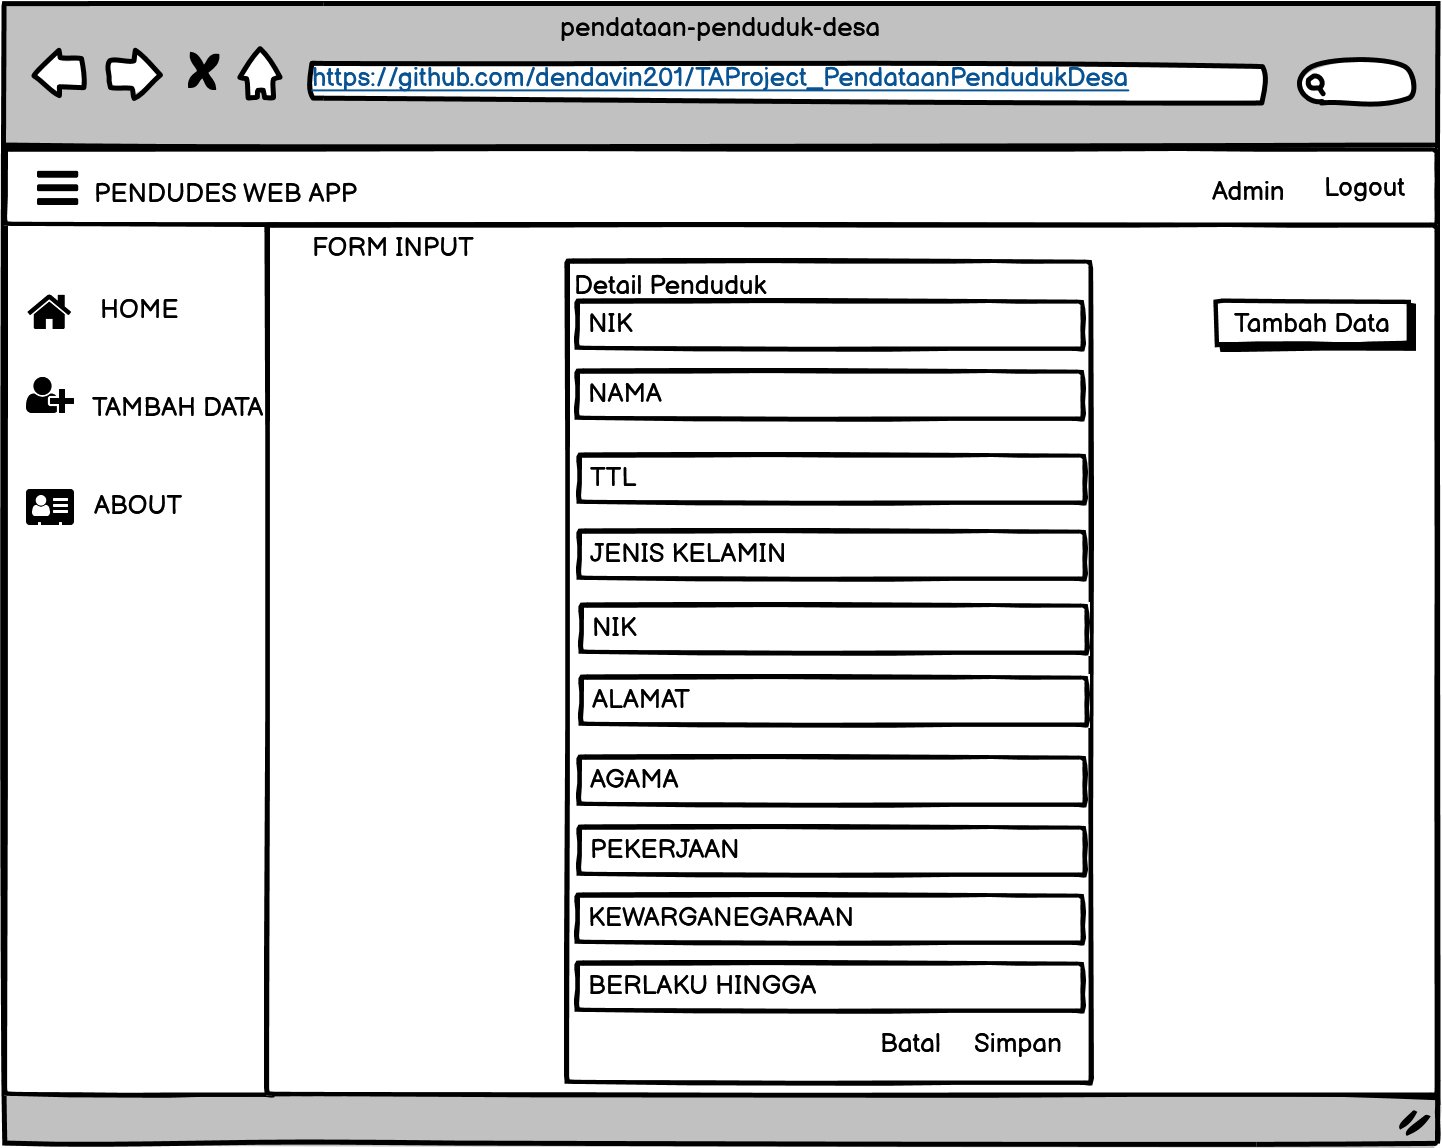 pendataan-penduduk-desa
https://github.com/dendavin201/TAProject_PendataanPendudukDesa
PENDUDES WEB APP
Admin
Logout
HOME
TAMBAH DATA
ABOUT
FORM INPUT
Detail Penduduk
NIK
NAMA
TTL
JENIS KELAMIN
NIK
ALAMAT
AGAMA
PEKERJAAN
KEWARGANEGARAAN
BERLAKU HINGGA
Batal
Simpan
Tambah Data